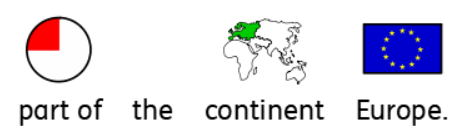 part of the continent Europe.